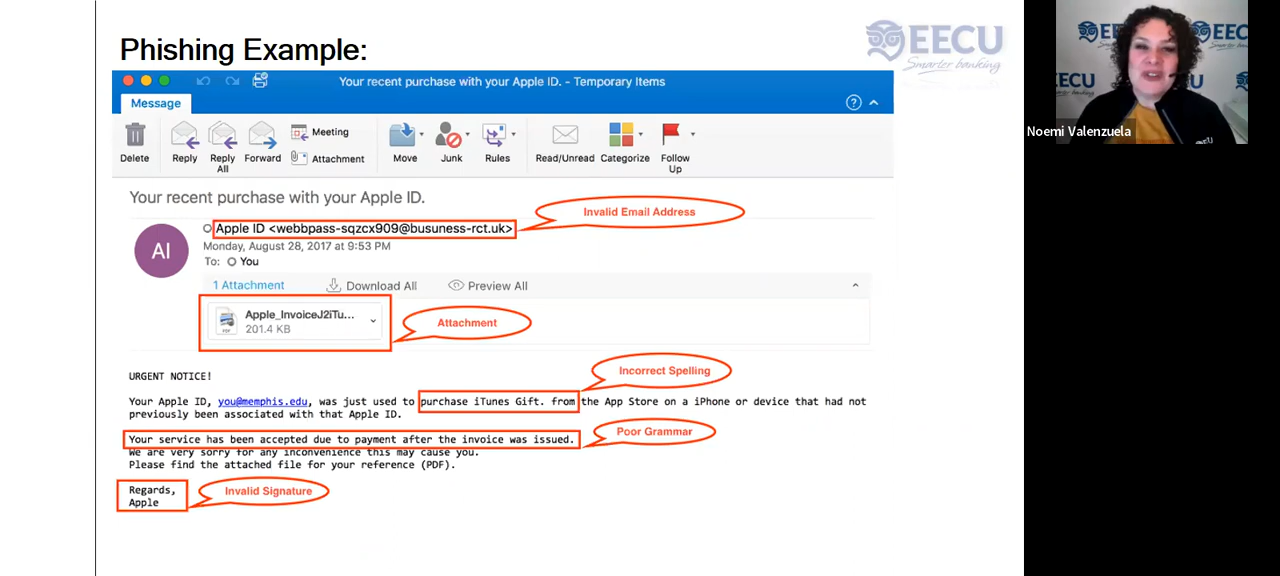 Phishing Example:
EECU
Smarter banking
Your recent purchase with your Apple ID. - Temporary Items
Message
Delete
Reply
Reply All
Forward
Meeting
Attachment
Move
Junk
Rules
Read/Unread
Categorize
Follow Up
Your recent purchase with your Apple ID.
Invalid Email Address
AI
Apple ID <webbpass-sqzcx909@busuness-rct.uk>
Monday, August 28, 2017 at 9:53 PM
To: You
1 Attachment
Download All
Preview All
PDF
Apple_InvoiceJ2iTu...
201.4 KB
Attachment
URGENT NOTICE!
Incorrect Spelling
Your Apple ID, you@memphis.edu, was just used to purchase iTunes Gift. from the App Store on a iPhone or device that had not
previously been associated with that Apple ID.
Poor Grammar
Your service has been accepted due to payment after the invoice was issued.
We are very sorry for any inconvenience this may cause you.
Please find the attached file for your reference (PDF).
Regards,
Apple
Invalid Signature
EECU
EECU
EECU
Noemi Valenzuela